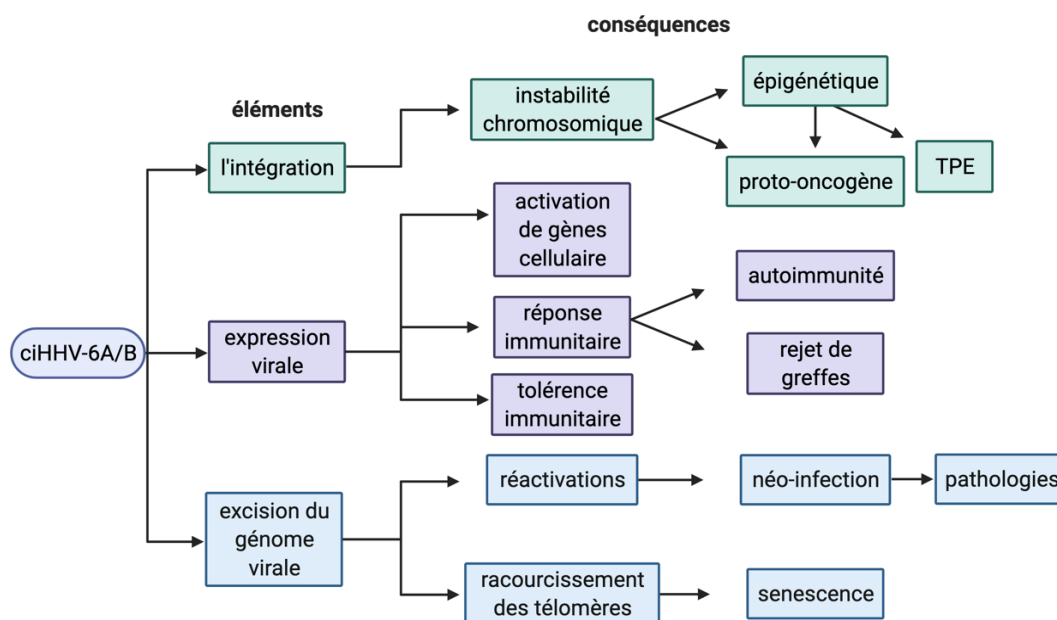 conséquences
éléments
instabilité
chromosomique
épigénétique
l'intégration
proto-oncogène
TPE
activation
de gènes
cellulaire
autoimmunité
ciHHV-6A/B
expression
virale
réponse
immunitaire
rejet de
greffes
tolérence
immunitaire
réactivations
néo-infection
pathologies
excision du
génome
virale
racourcissement
des télomères
senescence